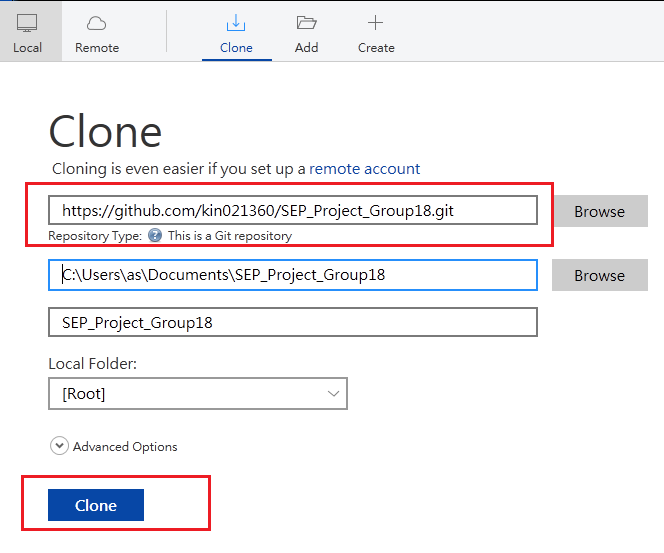 Local Remote Clone Add Create
Clone
Cloning is even easier if you set up a remote account
https://github.com/kin021360/SEP_Project_Group18.git Browse
Repository Type: ? This is a Git repository
C:\Users\as\Documents\SEP_Project_Group18 Browse
SEP_Project_Group18
Local Folder:
[Root]
Advanced Options
Clone